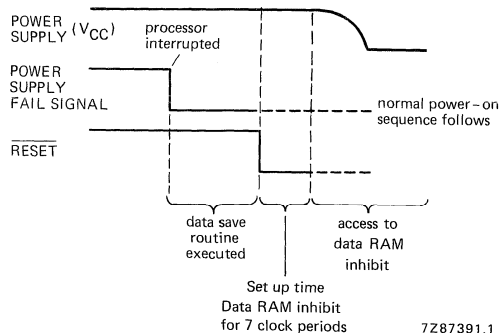 POWER
SUPPLY (VCC)
processor
interrupted
POWER
SUPPLY
FAIL SIGNAL
normal power-on
sequence follows
RESET
data save
routine
executed
access to
data RAM
inhibit
Set up time
Data RAM inhibit
for 7 clock periods
7Z87391.1